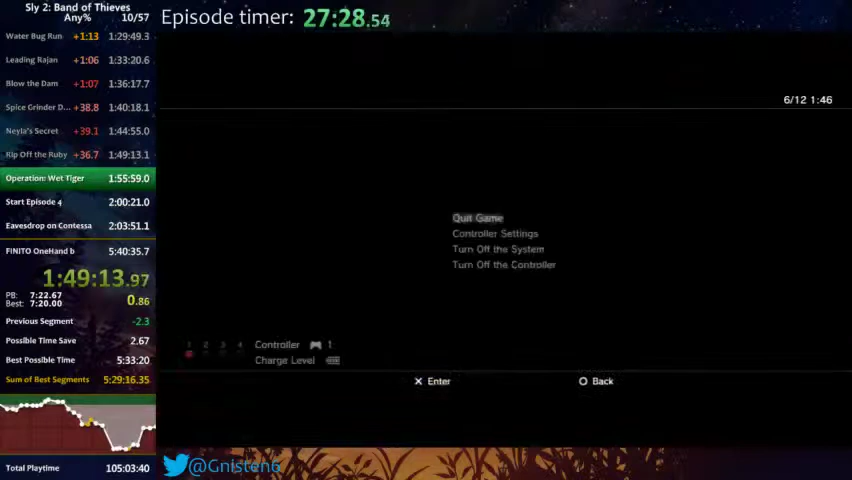 Sly 2: Band of Thieves
Any% 10/57
Episode timer: 27:28.54
Water Bug Run +1:13 1:29:49.3
Leading Rajan +1:06 1:33:20.6
Blow the Dam +1:07 1:36:17.7
Spice Grinder D... +38.8 1:40:18.1
Neyla's Secret +39.1 1:44:55.0
Rip Off the Ruby +36.7 1:49:13.1
Operation: Wet Tiger 1:55:59.0
Start Episode 4 2:00:21.0
Eavesdrop on Contessa 2:03:51.1
FINITO OneHand b 5:40:35.7
1:49:13.97
PB: 7:22.67
Best: 7:20.00 0.86
Previous Segment -2.3
Possible Time Save 2.67
Best Possible Time 5:33:20
Sum of Best Segments 5:29:16.35
Total Playtime 105:03:40
6/12 1:46
Quit Game
Controller Settings
Turn Off the System
Turn Off the Controller
1 2 3 4 Controller 1
Charge Level
X Enter O Back
@Gnisten6